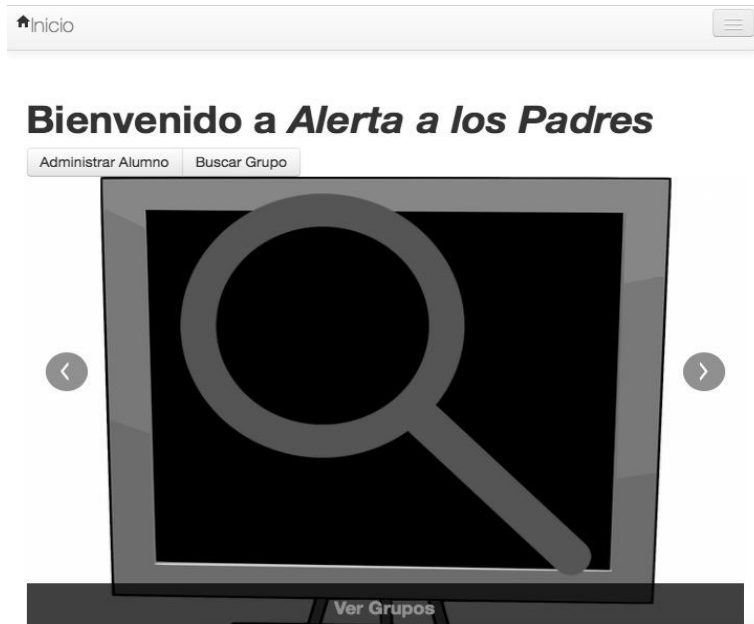 Inicio
Bienvenido a Alerta a los Padres
Administrar Alumno Buscar Grupo
Ver Grupos